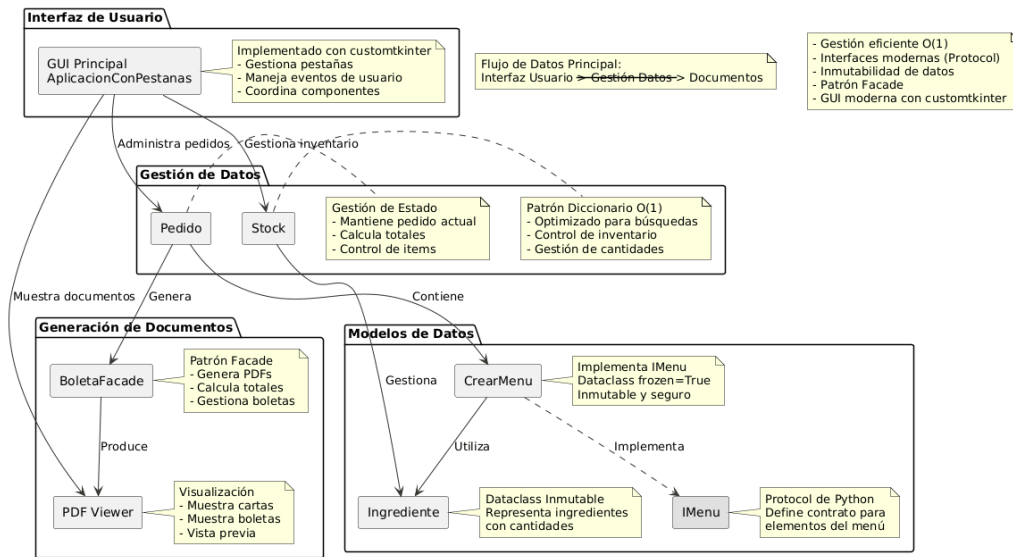 Interfaz de Usuario
GUI Principal
AplicacionConPestanas
Implementado con customtkinter
- Gestiona pestañas
- Maneja eventos de usuario
- Coordina componentes
Flujo de Datos Principal:
Interfaz Usuario > Gestión Datos > Documentos
- Gestión eficiente O(1)
- Interfaces modernas (Protocol)
- Inmutabilidad de datos
- Patrón Facade
- GUI moderna con customtkinter
Administra pedidos
Gestiona inventario
Gestión de Datos
Pedido
Stock
Gestión de Estado
- Mantiene pedido actual
- Calcula totales
- Control de items
Patrón Diccionario O(1)
- Optimizado para búsquedas
- Control de inventario
- Gestión de cantidades
Muestra documentos
Genera
Contiene
Generación de Documentos
BoletaFacade
Patrón Facade
- Genera PDFs
- Calcula totales
- Gestiona boletas
Produce
PDF Viewer
Visualización
- Muestra cartas
- Muestra boletas
- Vista previa
Modelos de Datos
Gestiona
CrearMenu
Implementa IMenu
Dataclass frozen=True
Inmutable y seguro
Utiliza
Implementa
Ingrediente
Dataclass Inmutable
Representa ingredientes
con cantidades
IMenu
Protocol de Python
Define contrato para
elementos del menú